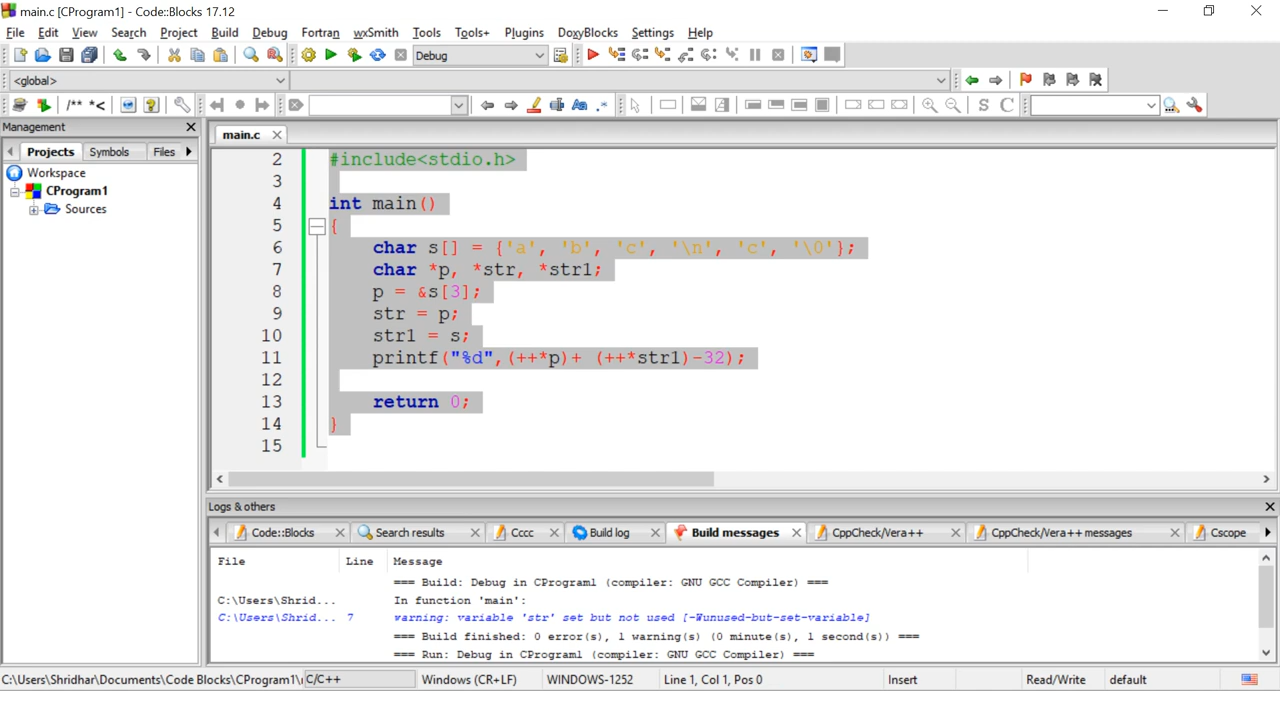 main.c [CProgram1] - Code::Blocks 17.12
File Edit View Search Project Build Debug Fortran wxSmith Tools Tools+ Plugins DoxyBlocks Settings Help
Debug
<global>
/** *<
Aa .*
S C
Management
main.c
Projects Symbols Files
Workspace
CProgram1
Sources
2 #include<stdio.h>
3
4 int main()
5 {
6 char s[] = {'a', 'b', 'c', '\n', 'c', '\0'};
7 char *p, *str, *str1;
8 p = &s[3];
9 str = p;
10 str1 = s;
11 printf("%d",(++*p)+ (++*str1)-32);
12
13 return 0;
14 }
15
Logs & others
Code::Blocks Search results Cccc Build log Build messages CppCheck/Vera++ CppCheck/Vera++ messages Cscope
File Line Message
=== Build: Debug in CProgram1 (compiler: GNU GCC Compiler) ===
C:\Users\Shrid... In function 'main':
C:\Users\Shrid... 7 warning: variable 'str' set but not used [-Wunused-but-set-variable]
=== Build finished: 0 error(s), 1 warning(s) (0 minute(s), 1 second(s)) ===
=== Run: Debug in CProgram1 (compiler: GNU GCC Compiler) ===
C:\Users\Shridhar\Documents\Code Blocks\CProgram1\ C/C++ Windows (CR+LF) WINDOWS-1252 Line 1, Col 1, Pos 0 Insert Read/Write default